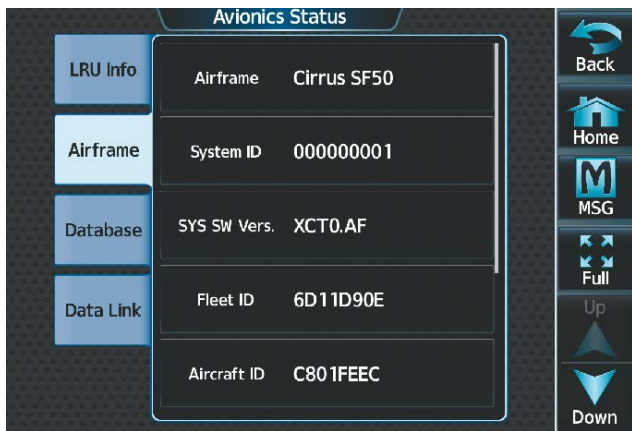 Avionics Status
LRU Info
Airframe
Database
Data Link
Airframe Cirrus SF50
System ID 000000001
SYS SW Vers. XCT0.AF
Fleet ID 6D11D90E
Aircraft ID C801FEEC
Back
Home
MSG
Full
Up
Down